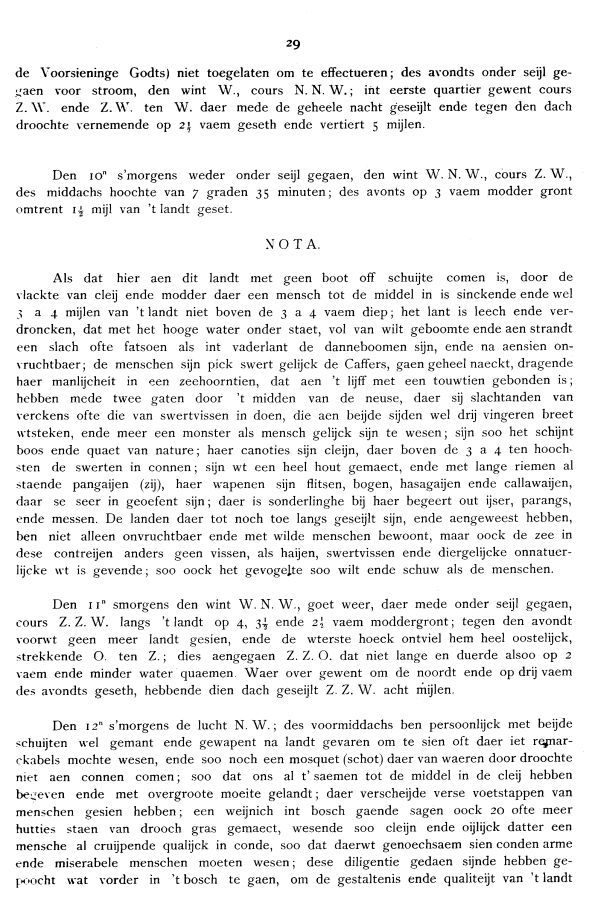 29
de Voorsieninge Godts) niet toegelaten om te effectueren; des avondts onder seijl ge-
gaen voor stroom, den wint W., cours N. N. W.; int eerste quartier gewent cours
Z. W. ende Z. W. ten W. daer mede de geheele nacht geseijlt ende tegen den dach
droochte vernemende op 2½ vaem geseth ende vertiert 5 mijlen.
Den 10ⁿ s'morgens weder onder seijl gegaen, den wint W. N. W., cours Z. W.,
des middachs hoochte van 7 graden 35 minuten; des avonts op 3 vaem modder gront
omtrent 1½ mijl van 't landt geset.
NOTA.
Als dat hier aen dit landt met geen boot off schuijte comen is, door de
vlackte van cleij ende modder daer een mensch tot de middel in is sinckende ende wel
3 a 4 mijlen van 't landt niet boven de 3 a 4 vaem diep; het lant is leech ende ver-
droncken, dat met het hooge water onder staet, vol van wilt geboomte ende aen strandt
een slach ofte fatsoen als int vaderlant de danneboomen sijn, ende na aensien on-
vruchtbaer; de menschen sijn pick swert gelijck de Caffers, gaen geheel naeckt, dragende
haer manlijcheit in een zeehoorntien, dat aen 't lijff met een touwtien gebonden is;
hebben mede twee gaten door 't midden van de neuse, daer sij slachtanden van
verckens ofte die van swertvissen in doen, die aen beijde sijden wel drij vingeren breet
wtsteken, ende meer een monster als mensch gelijck sijn te wesen; sijn soo het schijnt
boos ende quaet van nature; haer canoties sijn cleijn, daer boven de 3 a 4 ten hooch-
sten de swerten in connen; sijn wt een heel hout gemaect, ende met lange riemen al
staende pangaijen (zij), haer wapenen sijn flitsen, bogen, hasagaijen ende callawaijen,
daar se seer in geoefent sijn; daer is sonderlinghe bij haer begeert out ijser, parangs,
ende messen. De landen daer tot noch toe langs geseijlt sijn, ende aengeweest hebben,
ben niet alleen onvruchtbaer ende met wilde menschen bewoont, maar oock de zee in
dese contreijen anders geen vissen, als haijen, swertvissen ende diergelijcke onnatuer-
lijcke wt is gevende; soo oock het gevogelte soo wilt ende schuw als de menschen.
Den 11ⁿ smorgens den wint W. N. W., goet weer, daer mede onder seijl gegaen,
cours Z. Z. W. langs 't landt op 4, 3½ ende 2½ vaem moddergront; tegen den avondt
voorwt geen meer landt gesien, ende de wterste hoeck ontviel hem heel oostelijck,
strekkende O. ten Z.; dies aengegaen Z. Z. O. dat niet lange en duerde alsoo op 2
vaem ende minder water quaemen. Waer over gewent om de noordt ende op drij vaem
des avondts geseth, hebbende dien dach geseijlt Z. Z. W. acht mijlen.
Den 12ⁿ s'morgens de lucht N. W.; des voormiddachs ben persoonlijck met beijde
schuijten wel gemant ende gewapent na landt gevaren om te sien oft daer iet remar-
ckabels mochte wesen, ende soo noch een mosquet (schot) daer van waeren door droochte
niet aen connen comen; soo dat ons al t'saemen tot de middel in de cleij hebben
begeven ende met overgroote moeite gelandt; daer verscheijde verse voetstappen van
menschen gesien hebben; een weijnich int bosch gaende sagen oock 20 ofte meer
hutties staen van drooch gras gemaect, wesende soo cleijn ende oijlijck datter een
mensche al cruijpende qualijck in conde, soo dat daerwt genoechsaem sien conden arme
ende miserabele menschen moeten wesen; dese diligentie gedaen sijnde hebben ge-
poocht wat vorder in 't bosch te gaen, om de gestaltenis ende qualiteijt van 't landt